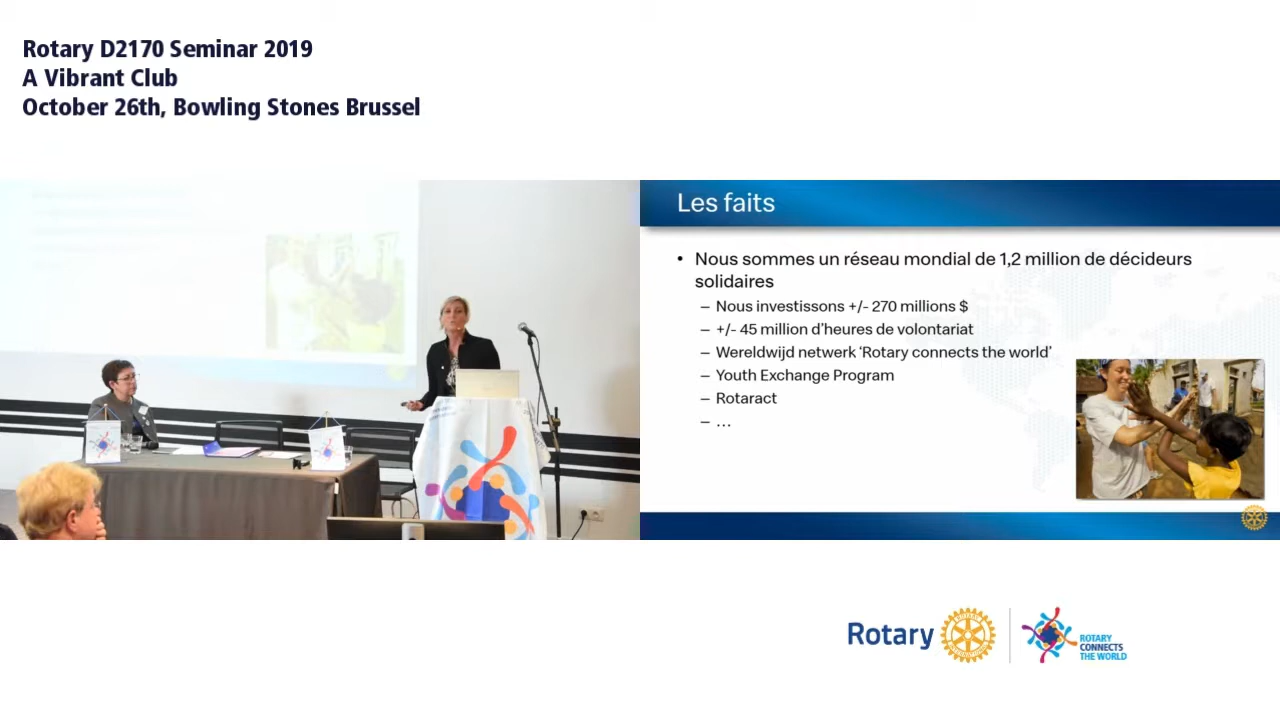 Rotary D2170 Seminar 2019
A Vibrant Club
October 26th, Bowling Stones Brussel
Les faits
• Nous sommes un réseau mondial de 1,2 million de décideurs
solidaires
– Nous investissons +/- 270 millions $
– +/- 45 million d'heures de volontariat
– Wereldwijd netwerk 'Rotary connects the world'
– Youth Exchange Program
– Rotaract
– …
Rotary
ROTARY
CONNECTS
THE WORLD